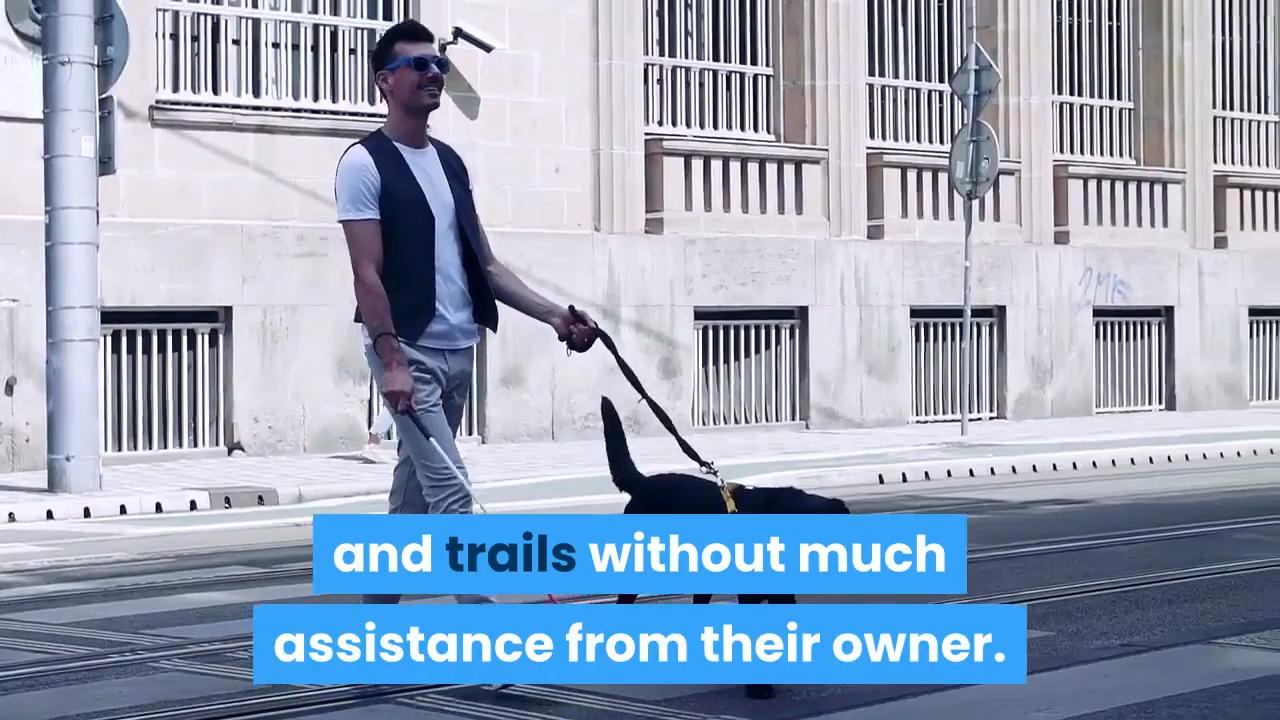 and trails without much
assistance from their owner.